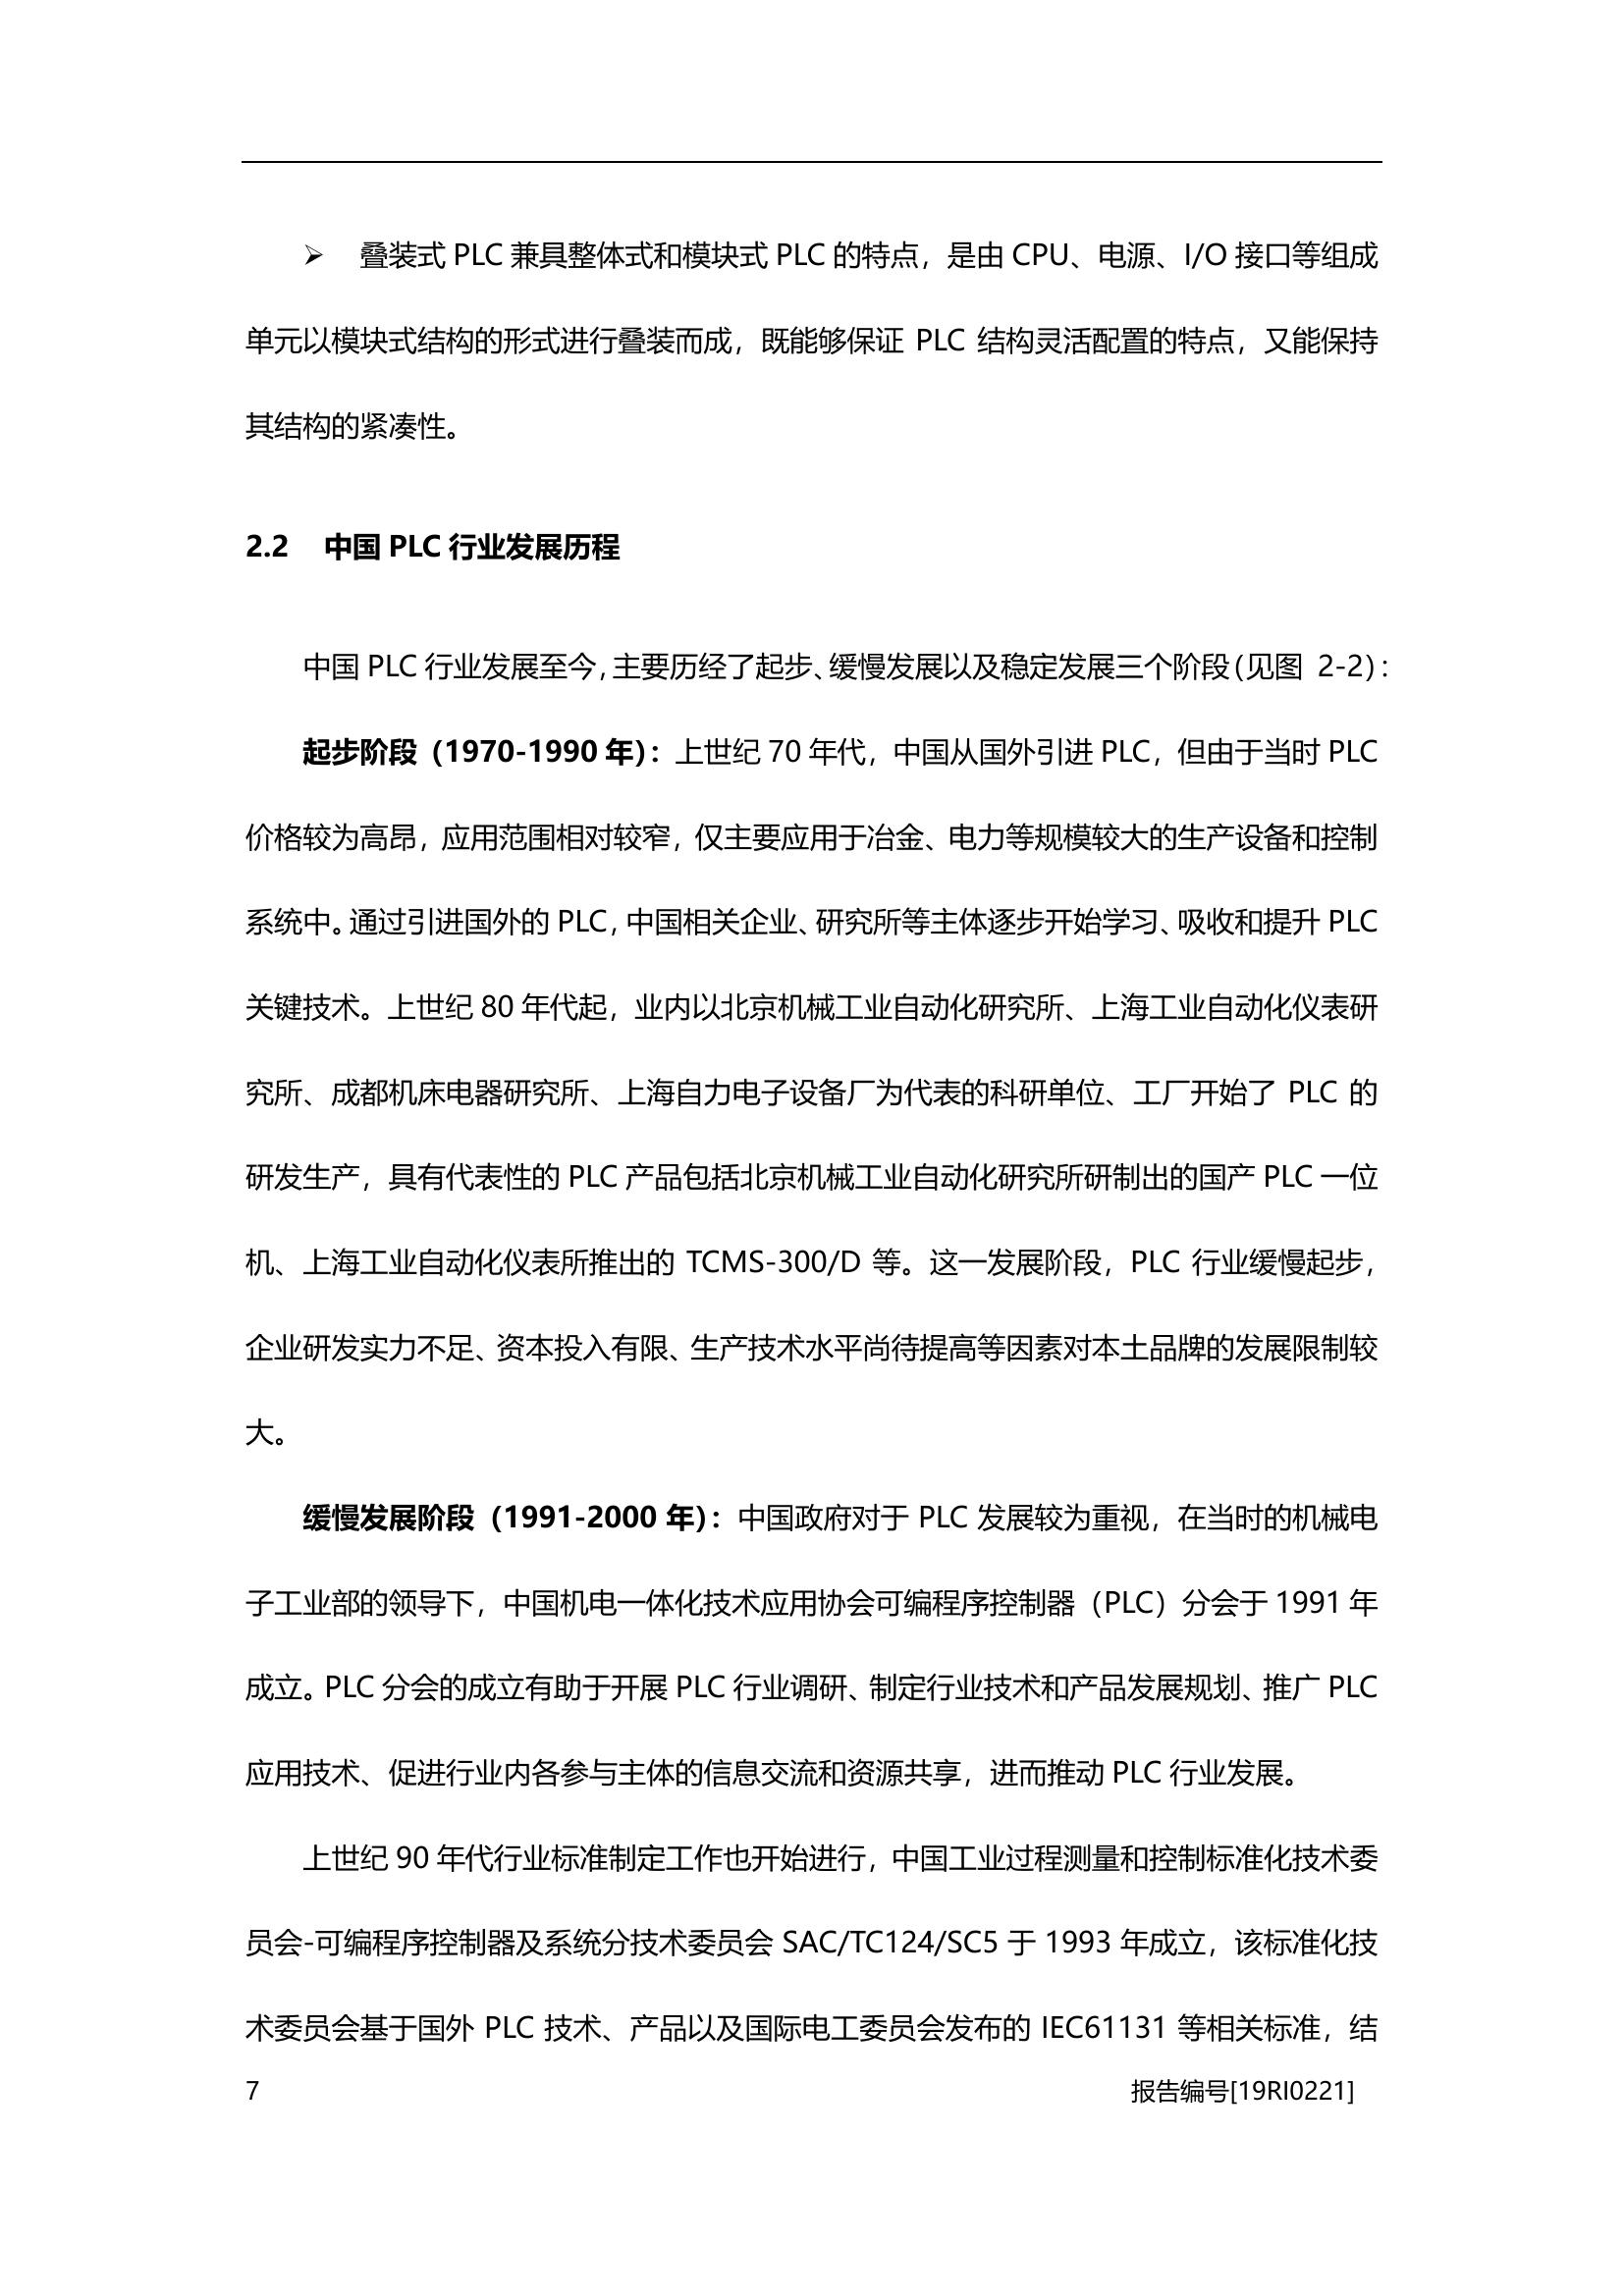 ➢ 叠装式 PLC 兼具整体式和模块式 PLC 的特点，是由 CPU、电源、I/O 接口等组成
单元以模块式结构的形式进行叠装而成，既能够保证 PLC 结构灵活配置的特点，又能保持
其结构的紧凑性。
2.2 中国 PLC 行业发展历程
中国 PLC 行业发展至今，主要历经了起步、缓慢发展以及稳定发展三个阶段（见图 2-2）：
起步阶段（1970-1990 年）：上世纪 70 年代，中国从国外引进 PLC，但由于当时 PLC
价格较为高昂，应用范围相对较窄，仅主要应用于冶金、电力等规模较大的生产设备和控制
系统中。通过引进国外的 PLC，中国相关企业、研究所等主体逐步开始学习、吸收和提升 PLC
关键技术。上世纪 80 年代起，业内以北京机械工业自动化研究所、上海工业自动化仪表研
究所、成都机床电器研究所、上海自力电子设备厂为代表的科研单位、工厂开始了 PLC 的
研发生产，具有代表性的 PLC 产品包括北京机械工业自动化研究所研制出的国产 PLC 一位
机、上海工业自动化仪表所推出的 TCMS-300/D 等。这一发展阶段，PLC 行业缓慢起步，
企业研发实力不足、资本投入有限、生产技术水平尚待提高等因素对本土品牌的发展限制较
大。
缓慢发展阶段（1991-2000 年）：中国政府对于 PLC 发展较为重视，在当时的机械电
子工业部的领导下，中国机电一体化技术应用协会可编程序控制器（PLC）分会于 1991 年
成立。PLC 分会的成立有助于开展 PLC 行业调研、制定行业技术和产品发展规划、推广 PLC
应用技术、促进行业内各参与主体的信息交流和资源共享，进而推动 PLC 行业发展。
上世纪 90 年代行业标准制定工作也开始进行，中国工业过程测量和控制标准化技术委
员会-可编程序控制器及系统分技术委员会 SAC/TC124/SC5 于 1993 年成立，该标准化技
术委员会基于国外 PLC 技术、产品以及国际电工委员会发布的 IEC61131 等相关标准，结
7 报告编号[19RI0221]